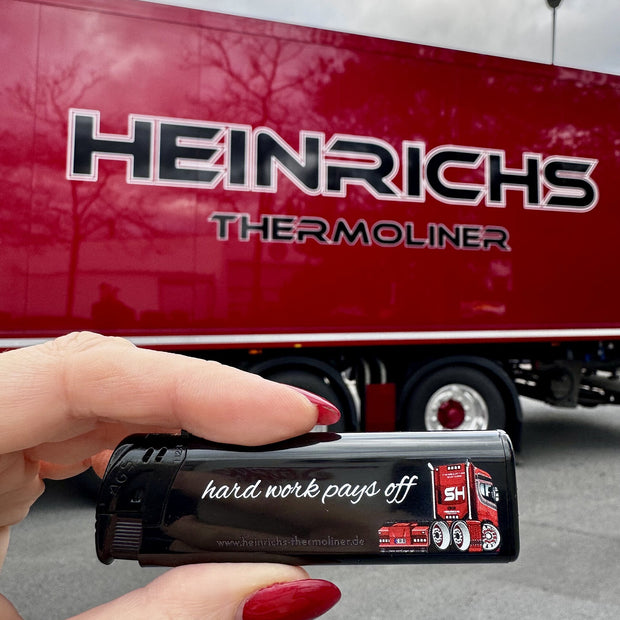 HEINRICHS
THERMOLINER
hard work pays off
SH
www.heinrichs-thermoliner.de